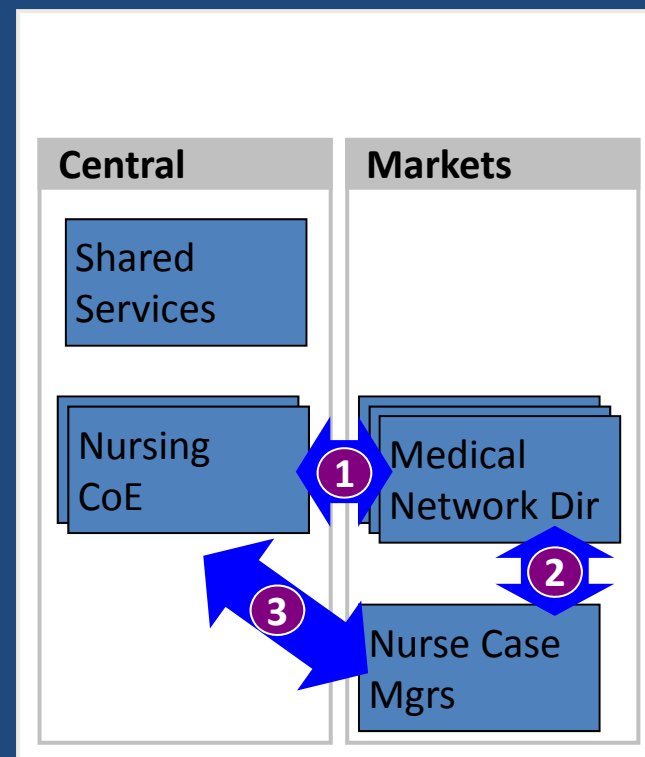 Central
Markets
Shared
Services
Nursing
CoE
1
Medical
Network Dir
2
3
Nurse Case
Mgrs